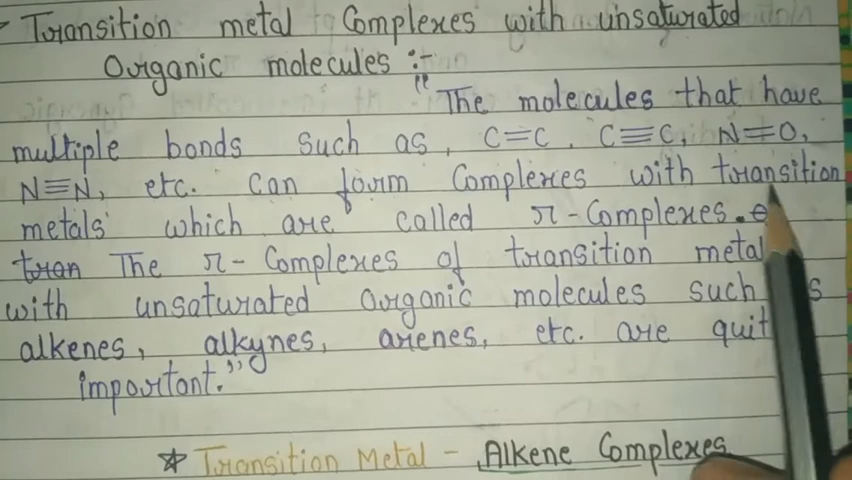 Transition metal Complexes with unsaturated
Organic molecules :-
"The molecules that have
multiple bonds such as, C=C, C≡C, N=O,
N≡N, etc. can form Complexes with transition
metals which are called π-Complexes.
tran The π-Complexes of transition metal
with unsaturated organic molecules such
alkenes, alkynes, arenes, etc. are quit
important."
★ Transition Metal - Alkene Complexes